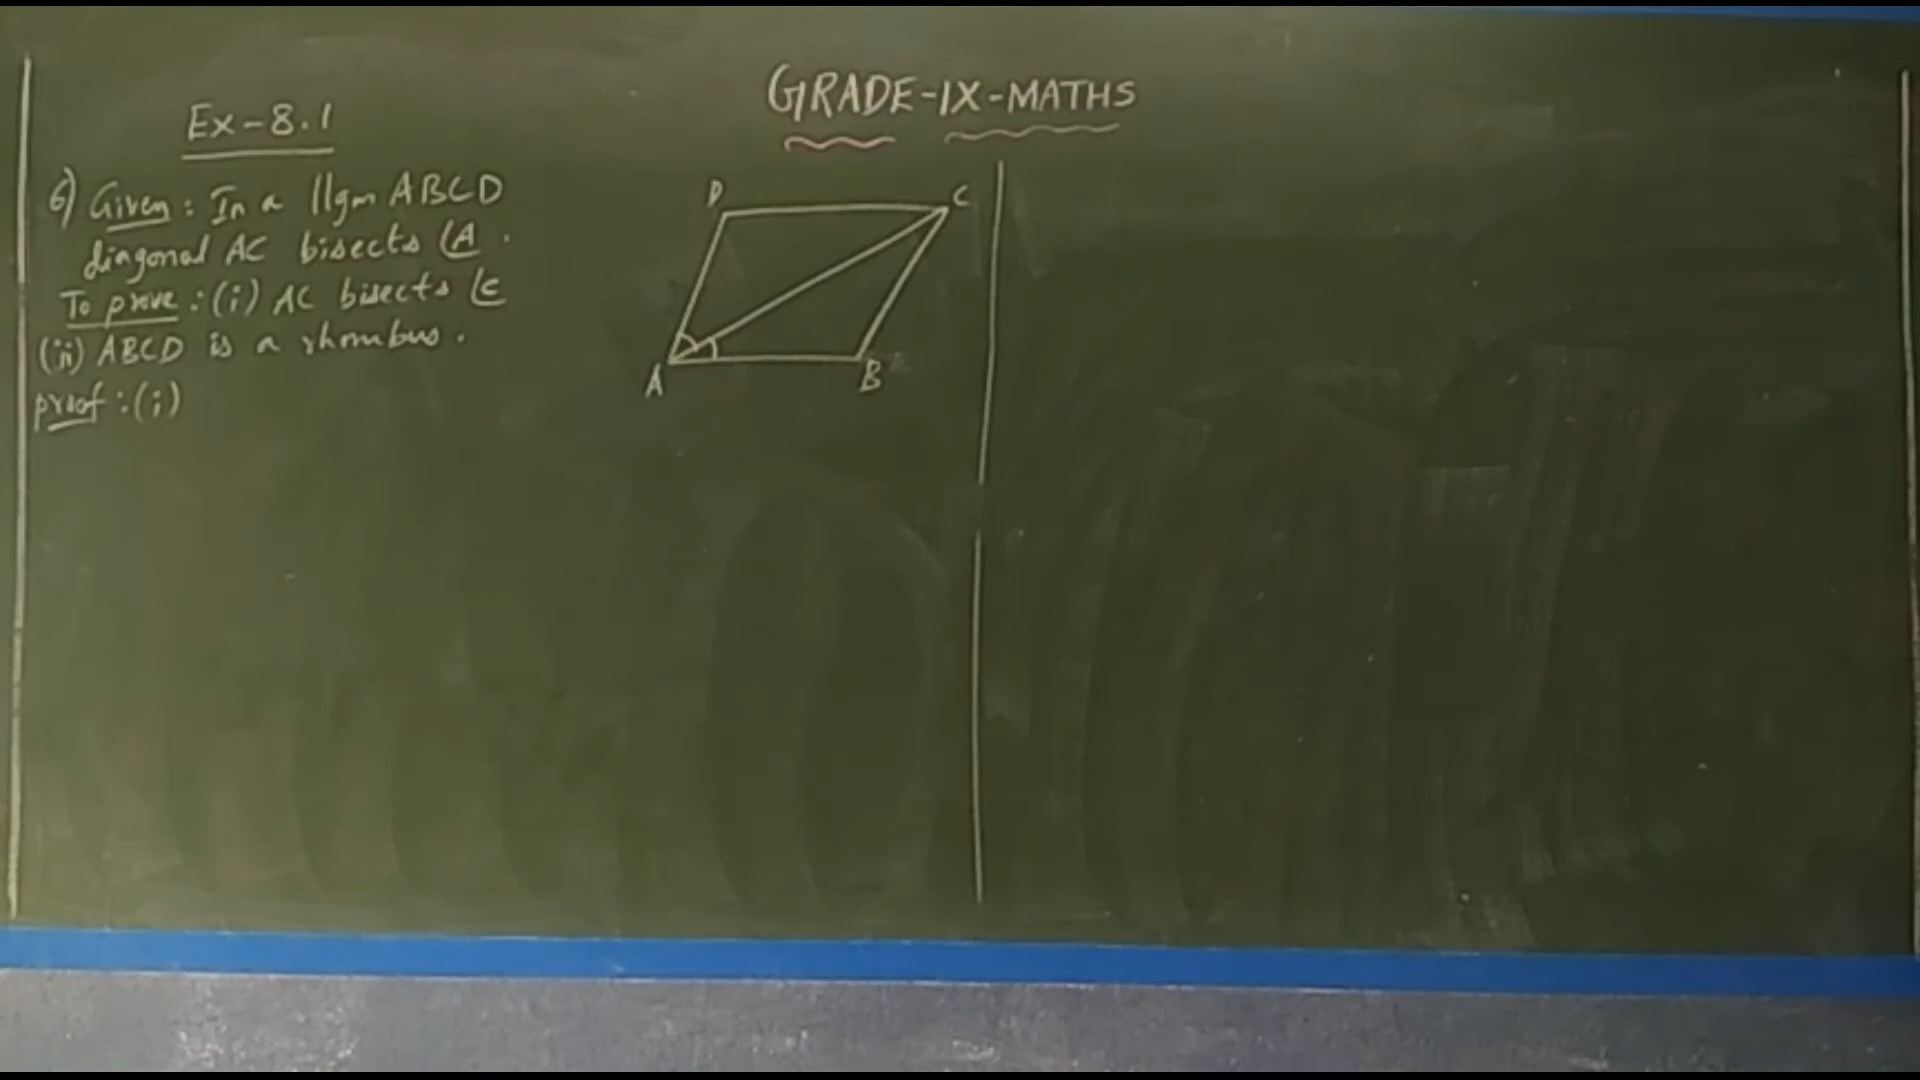 GRADE-IX-MATHS
Ex-8.1
6) Given: In a ||gm ABCD
diagonal AC bisects ∠A.
To prove:(i) AC bisects ∠C
(ii) ABCD is a rhombus.
proof:(i)
D
C
A
B